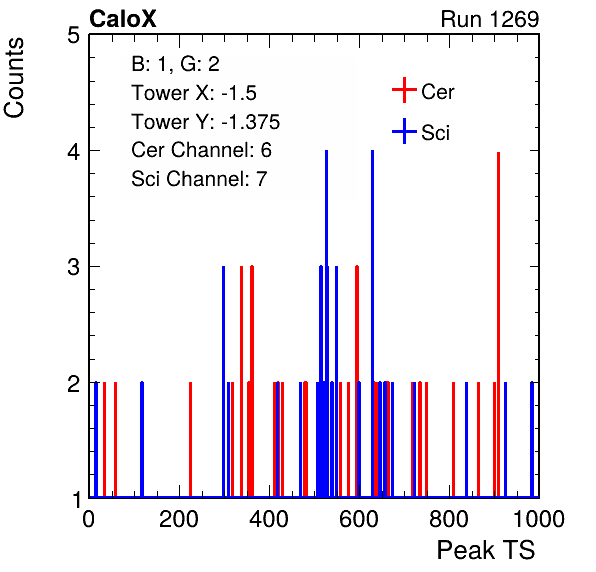 CaloX Run 1269
Counts
5
4
3
2
1
B: 1, G: 2
Tower X: -1.5
Tower Y: -1.375
Cer Channel: 6
Sci Channel: 7
Cer
Sci
0 200 400 600 800 1000
Peak TS